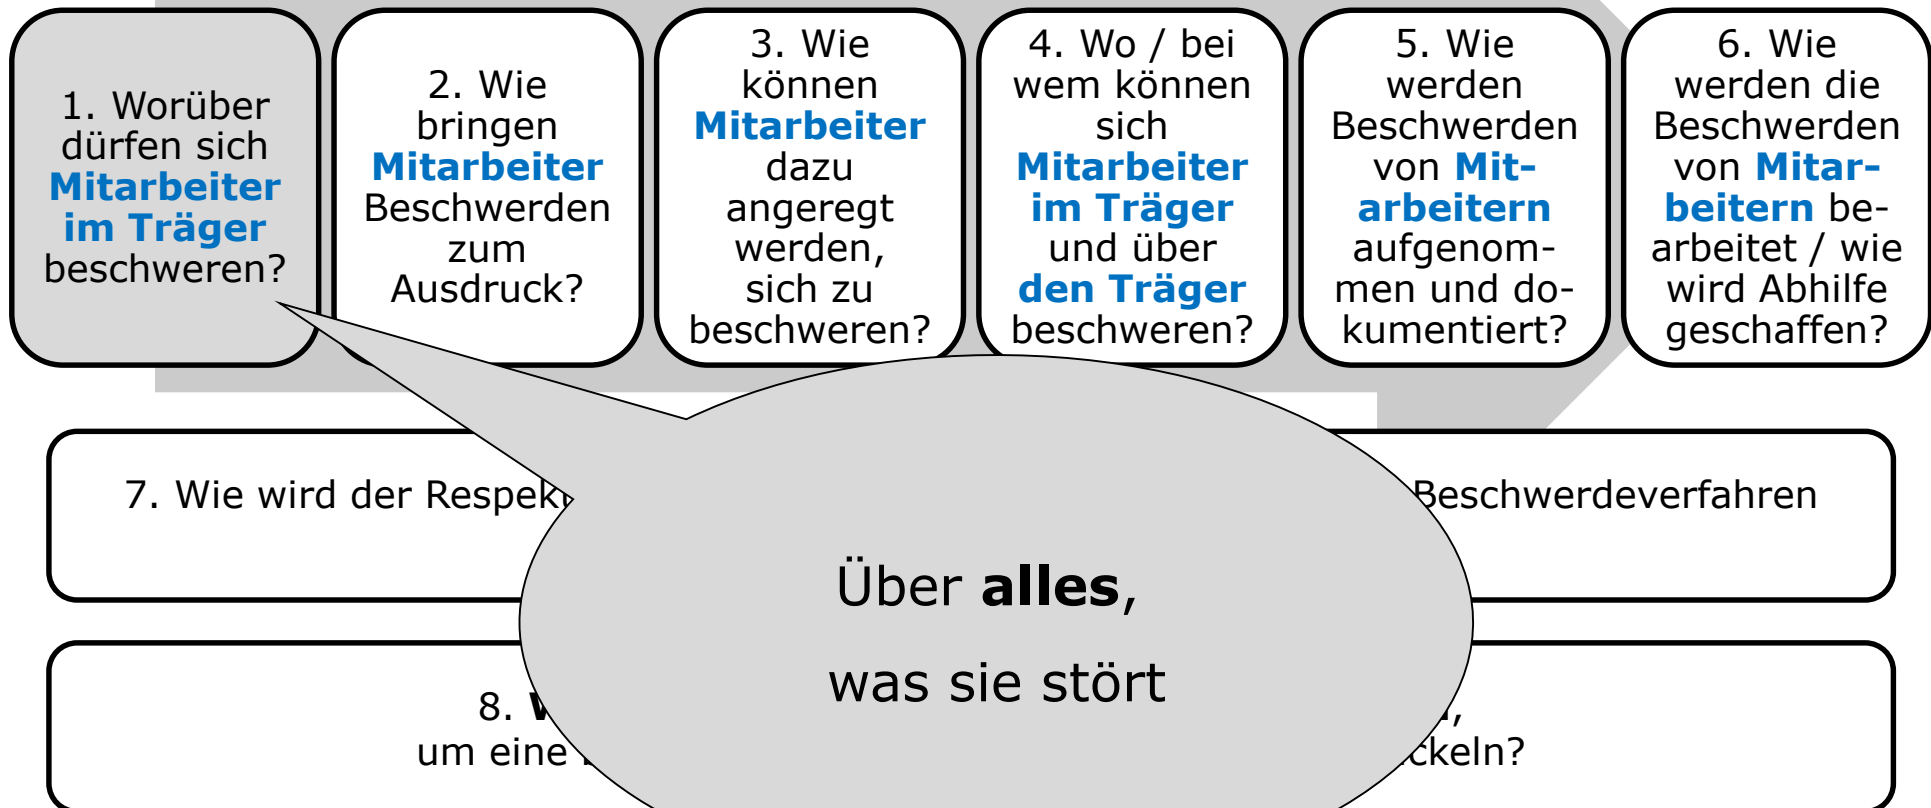 1. Worüber
dürfen sich
Mitarbeiter
im Träger
beschweren?
2. Wie
bringen
Mitarbeiter
Beschwerden
zum
Ausdruck?
3. Wie
können
Mitarbeiter
dazu
angeregt
werden,
sich zu
beschweren?
4. Wo / bei
wem können
sich
Mitarbeiter
im Träger
und über
den Träger
beschweren?
5. Wie
werden
Beschwerden
von Mit-
arbeitern
aufgenom-
men und do-
kumentiert?
6. Wie
werden die
Beschwerden
von Mitar-
beitern be-
arbeitet / wie
wird Abhilfe
geschaffen?
7. Wie wird der Respekt Beschwerdeverfahren
Über alles,
was sie stört
8.
um eine